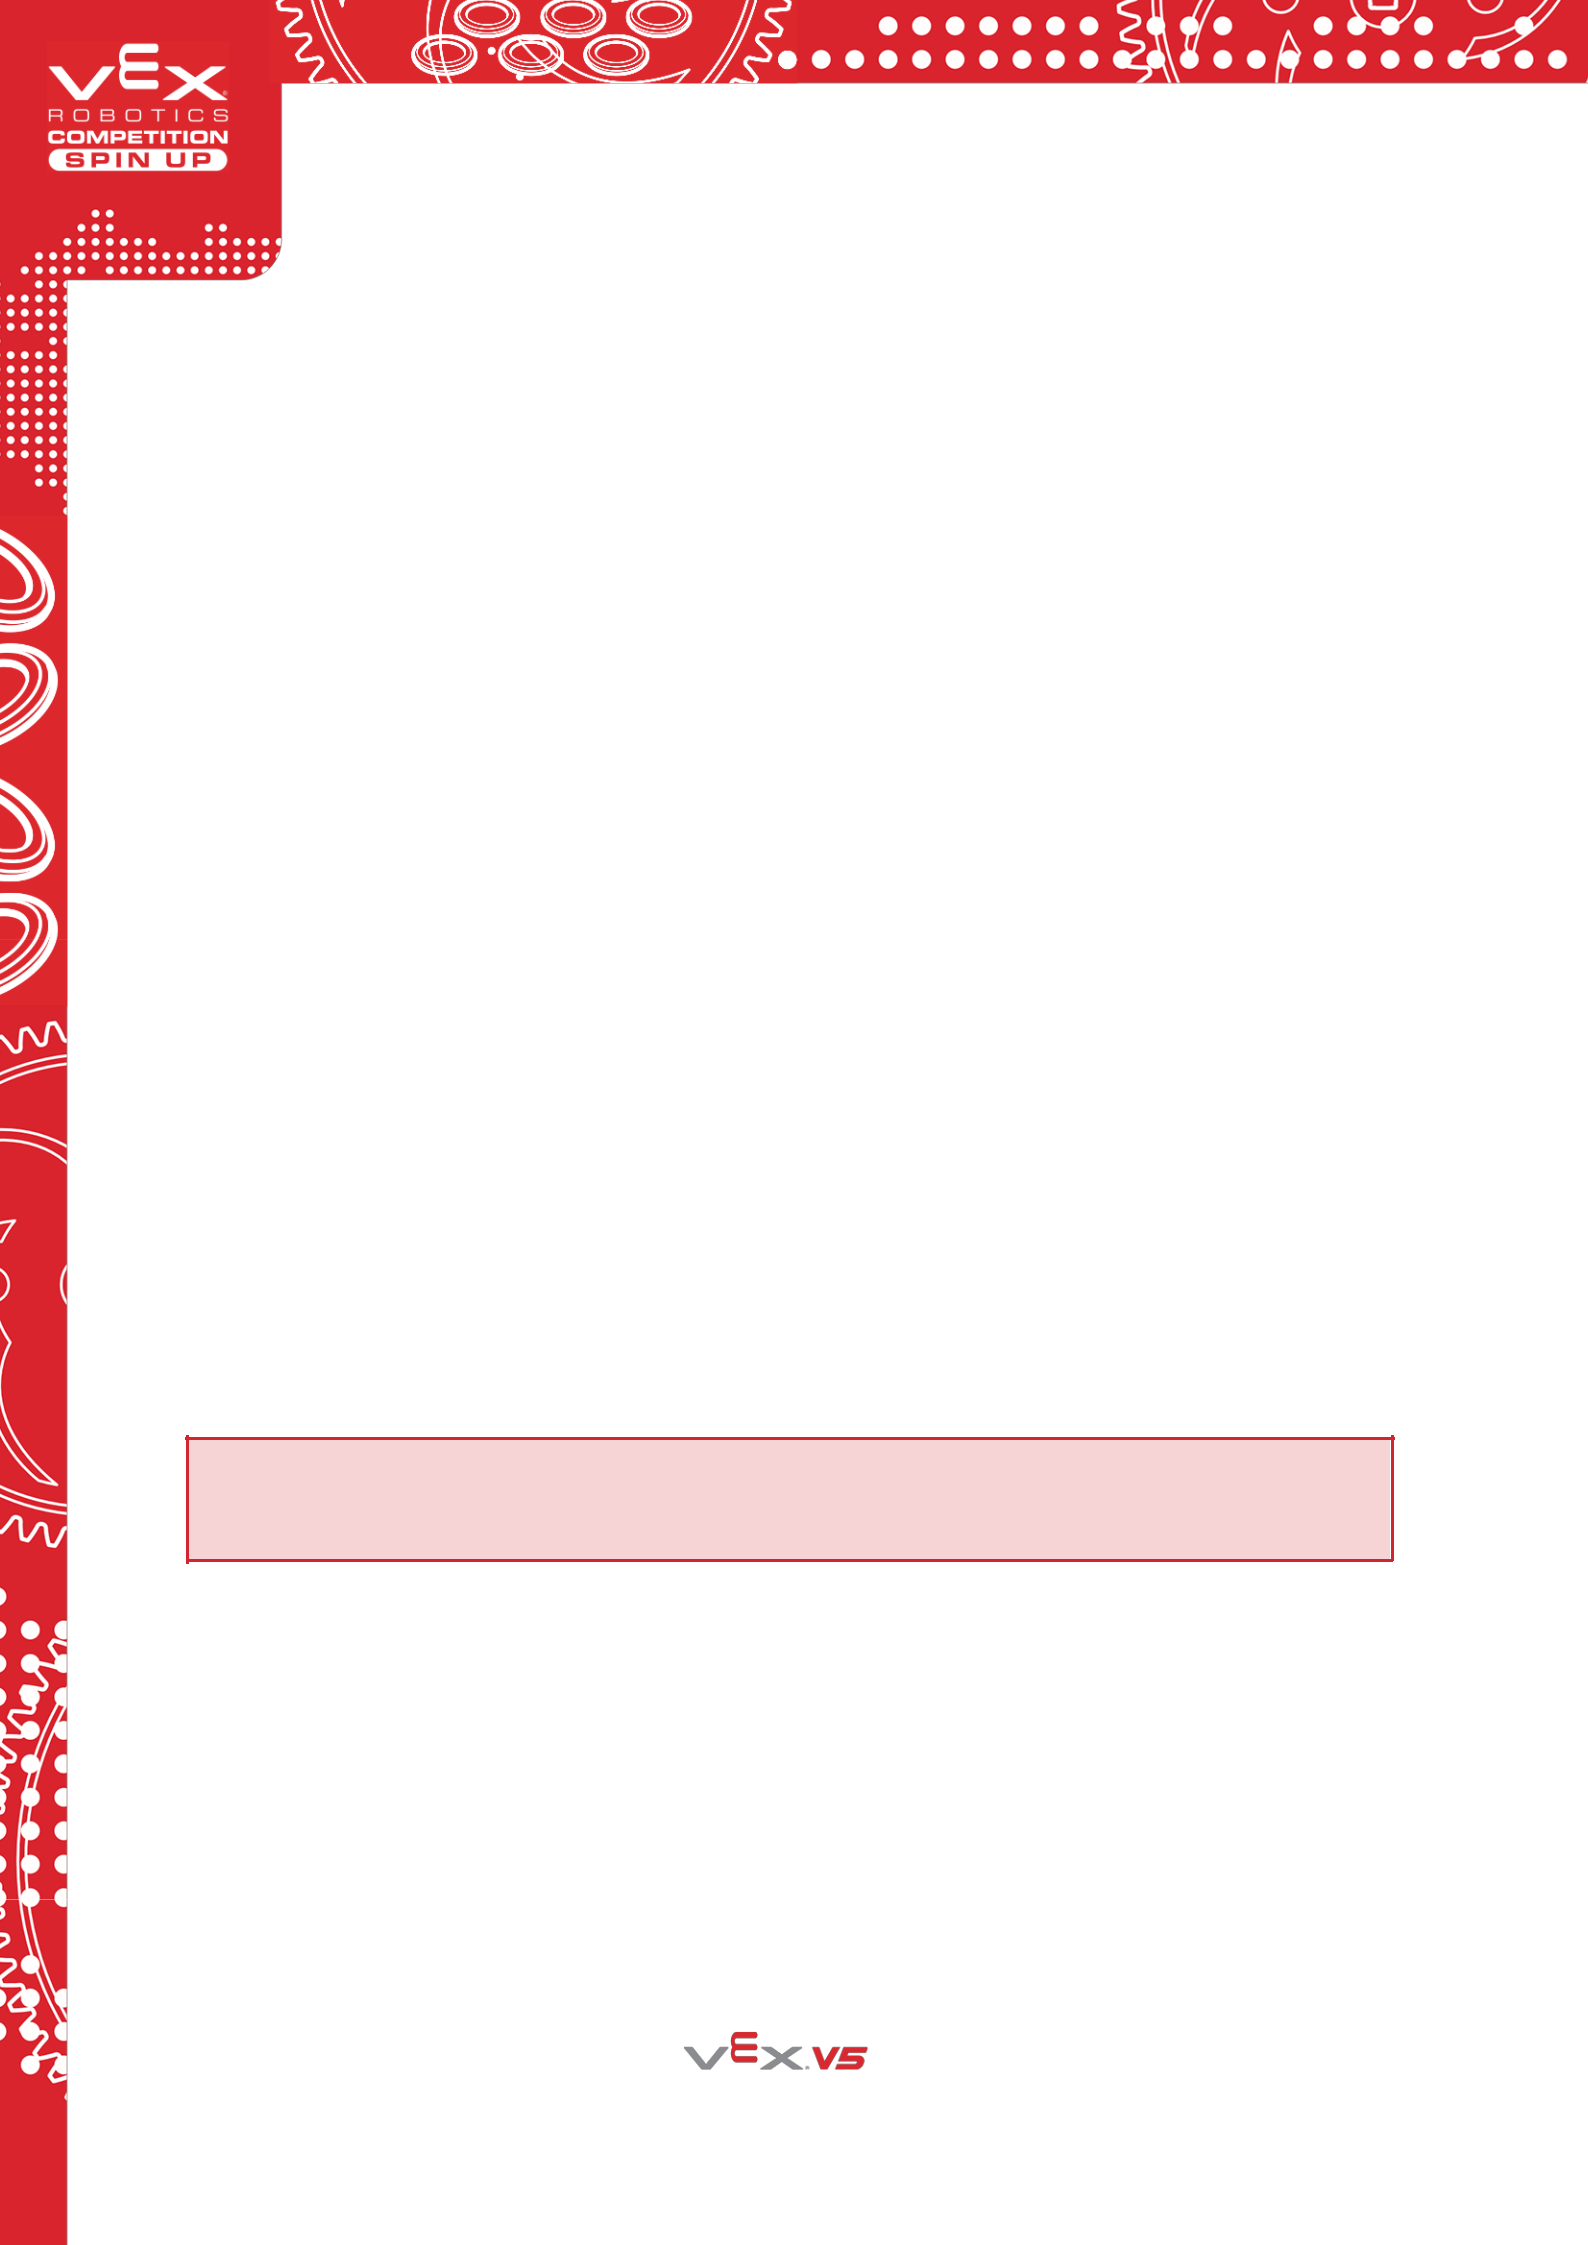 VEX
ROBOTICS
COMPETITION
SPIN UP
VEX V5